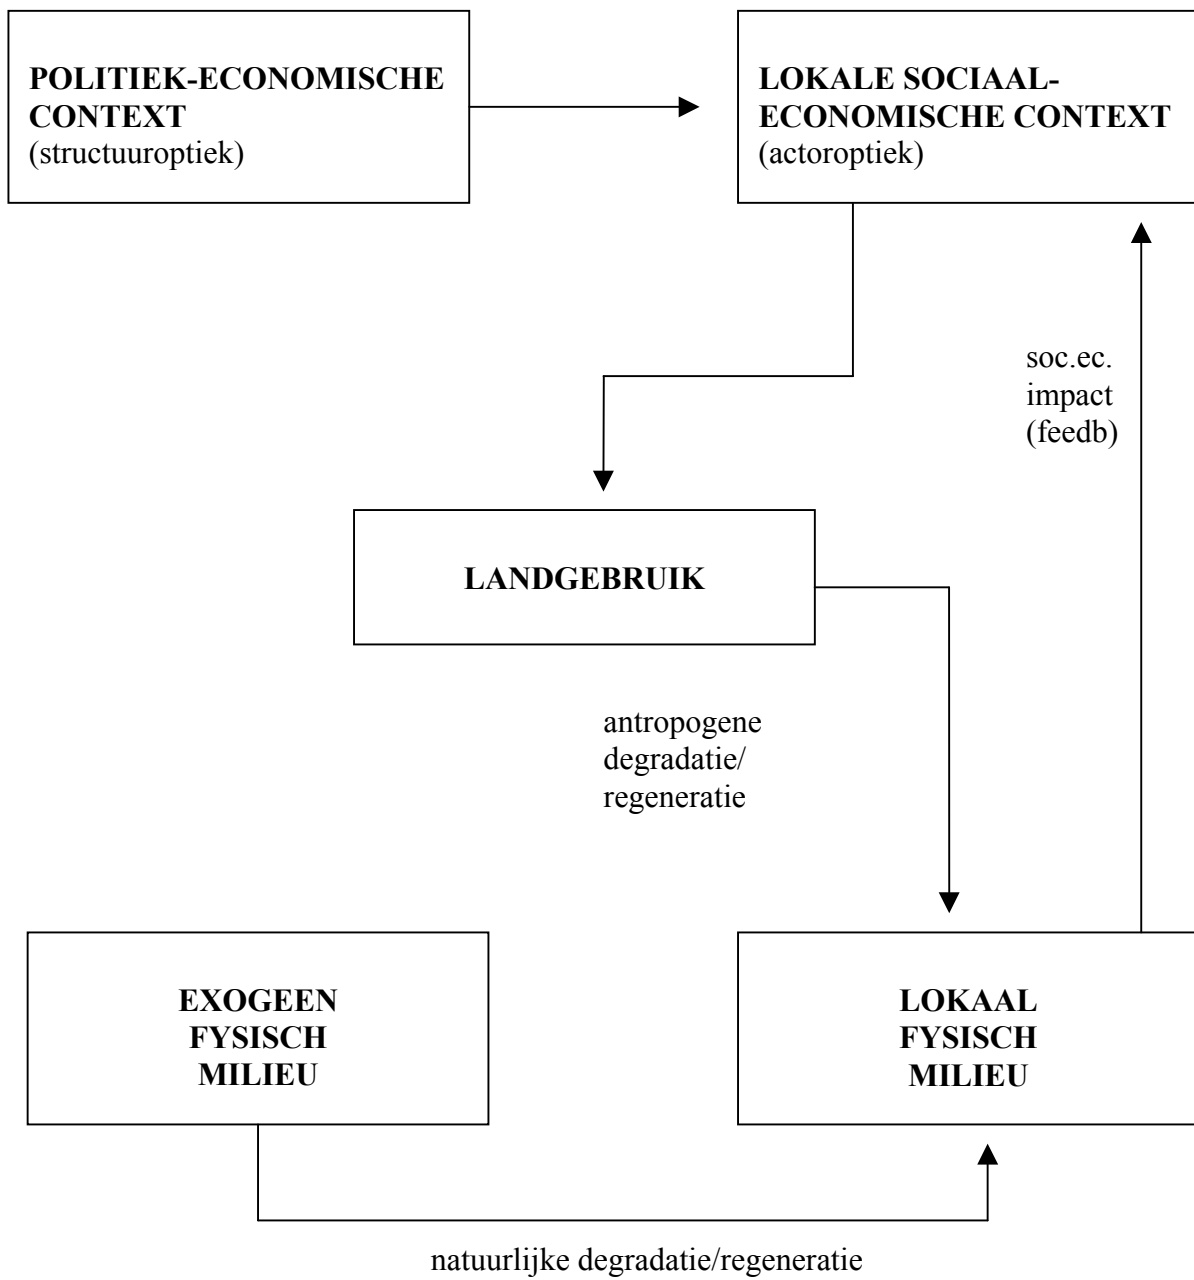 POLITIEK-ECONOMISCHE
CONTEXT
(structuuroptiek)
LOKALE SOCIAAL-
ECONOMISCHE CONTEXT
(actoroptiek)
soc.ec.
impact
(feedb)
LANDGEBRUIK
antropogene
degradatie/
regeneratie
EXOGEEN
FYSISCH
MILIEU
LOKAAL
FYSISCH
MILIEU
natuurlijke degradatie/regeneratie